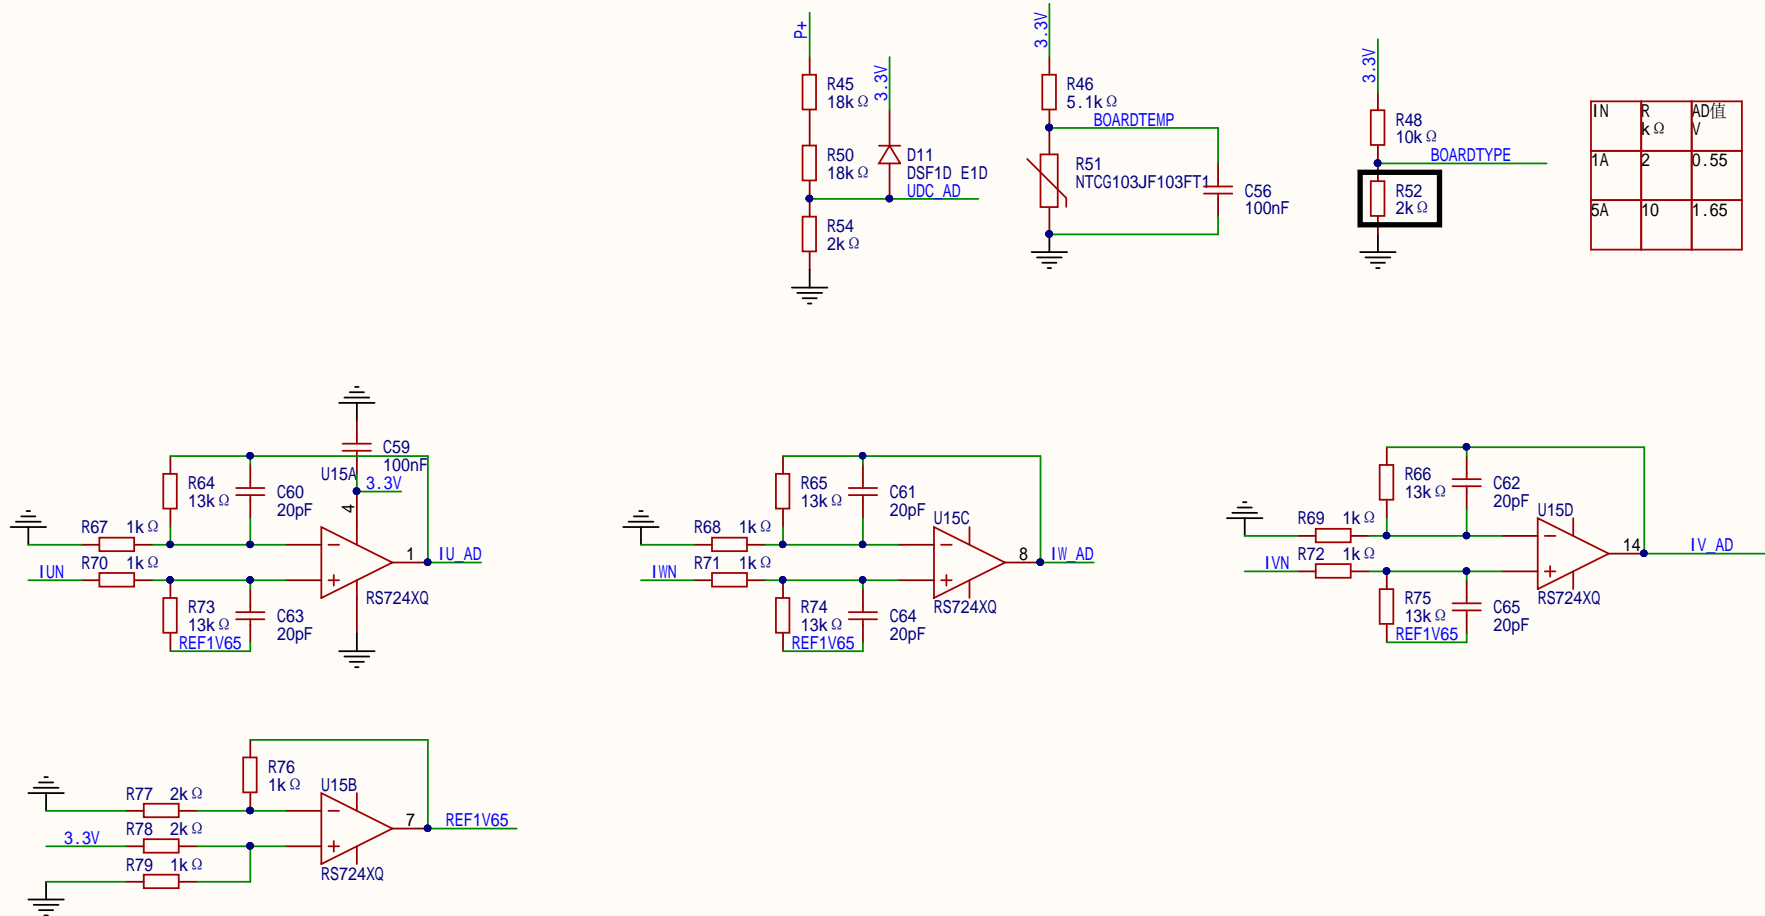 P+
R45
18kΩ
3.3V
R50
18kΩ
D11
DSF1D E1D
UDC_AD
R54
2kΩ
3.3V
R46
5.1kΩ
BOARDTEMP
R51
NTCG103JF103FT1
C56
100nF
3.3V
R48
10kΩ
BOARDTYPE
R52
2kΩ
IN R kΩ AD值 V
1A 2 0.55
5A 10 1.65
C59
100nF
U15A
3.3V
4
R64
13kΩ
C60
20pF
R67 1kΩ
IUN R70 1kΩ
1 IU_AD
R73
13kΩ
C63
20pF
RS724XQ
REF1V65
R65
13kΩ
C61
20pF
U15C
R68 1kΩ
IWN R71 1kΩ
8 IW_AD
R74
13kΩ
C64
20pF
RS724XQ
REF1V65
R66
13kΩ
C62
20pF
U15D
R69 1kΩ
IVN R72 1kΩ
14 IV_AD
R75
13kΩ
C65
20pF
RS724XQ
REF1V65
R76
1kΩ
U15B
R77 2kΩ
3.3V R78 2kΩ
R79 1kΩ
7 REF1V65
RS724XQ